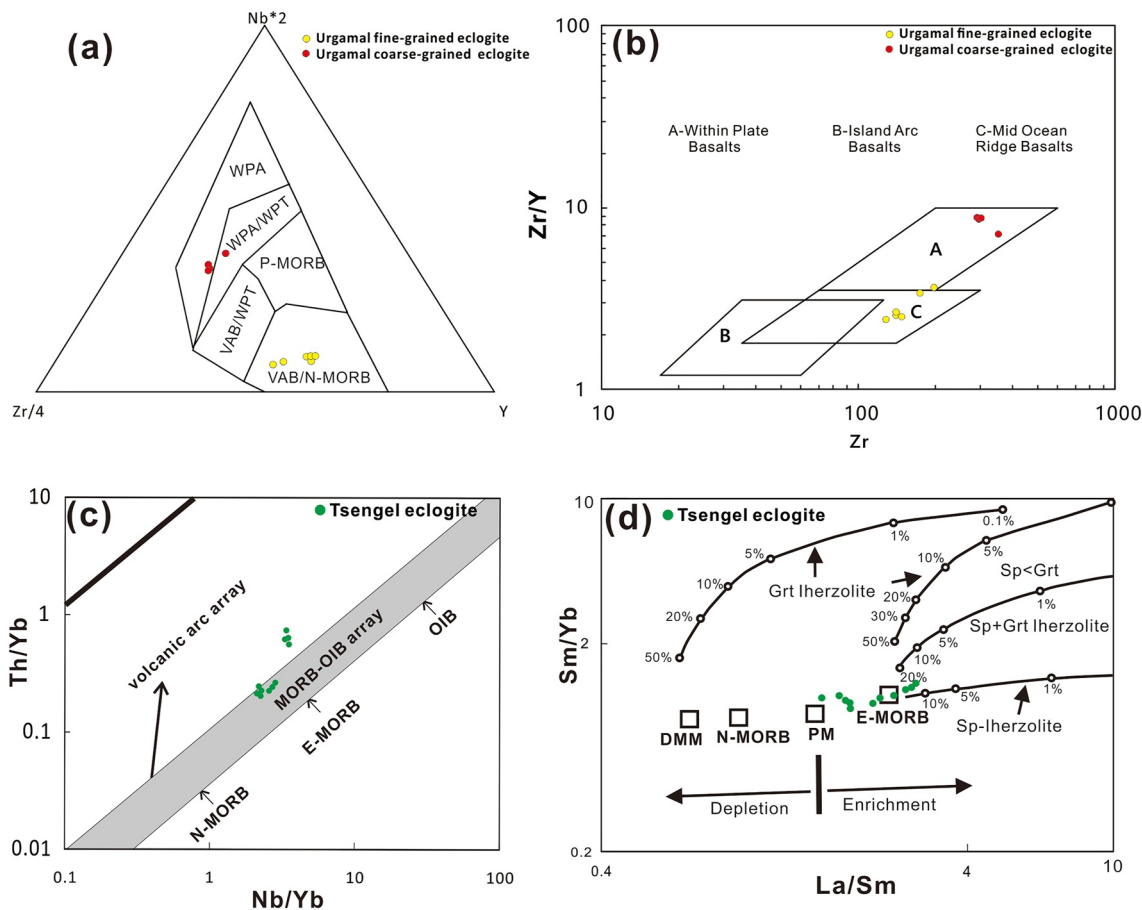 (a)
Nb*2
Urgamal fine-grained eclogite
Urgamal coarse-grained eclogite
WPA
WPA/WPT
P-MORB
VAB/WPT
VAB/N-MORB
Zr/4
Y
(b)
Urgamal fine-grained eclogite
Urgamal coarse-grained eclogite
A-Within Plate
Basalts
B-Island Arc
Basalts
C-Mid Ocean
Ridge Basalts
100
10
1
Zr/Y
A
B
C
10
100
1000
Zr
(c)
Tsengel eclogite
10
1
0.1
0.01
Th/Yb
volcanic arc array
MORB-OIB array
OIB
E-MORB
N-MORB
0.1
1
10
100
Nb/Yb
(d)
Tsengel eclogite
10
2
0.2
Sm/Yb
0.1%
1%
5%
10%
20%
50%
Grt lherzolite
5%
10%
20%
30%
50%
Sp<Grt
1%
5%
10%
20%
Sp+Grt lherzolite
1%
5%
10%
Sp-lherzolite
DMM
N-MORB
PM
E-MORB
Depletion
Enrichment
0.4
4
10
La/Sm